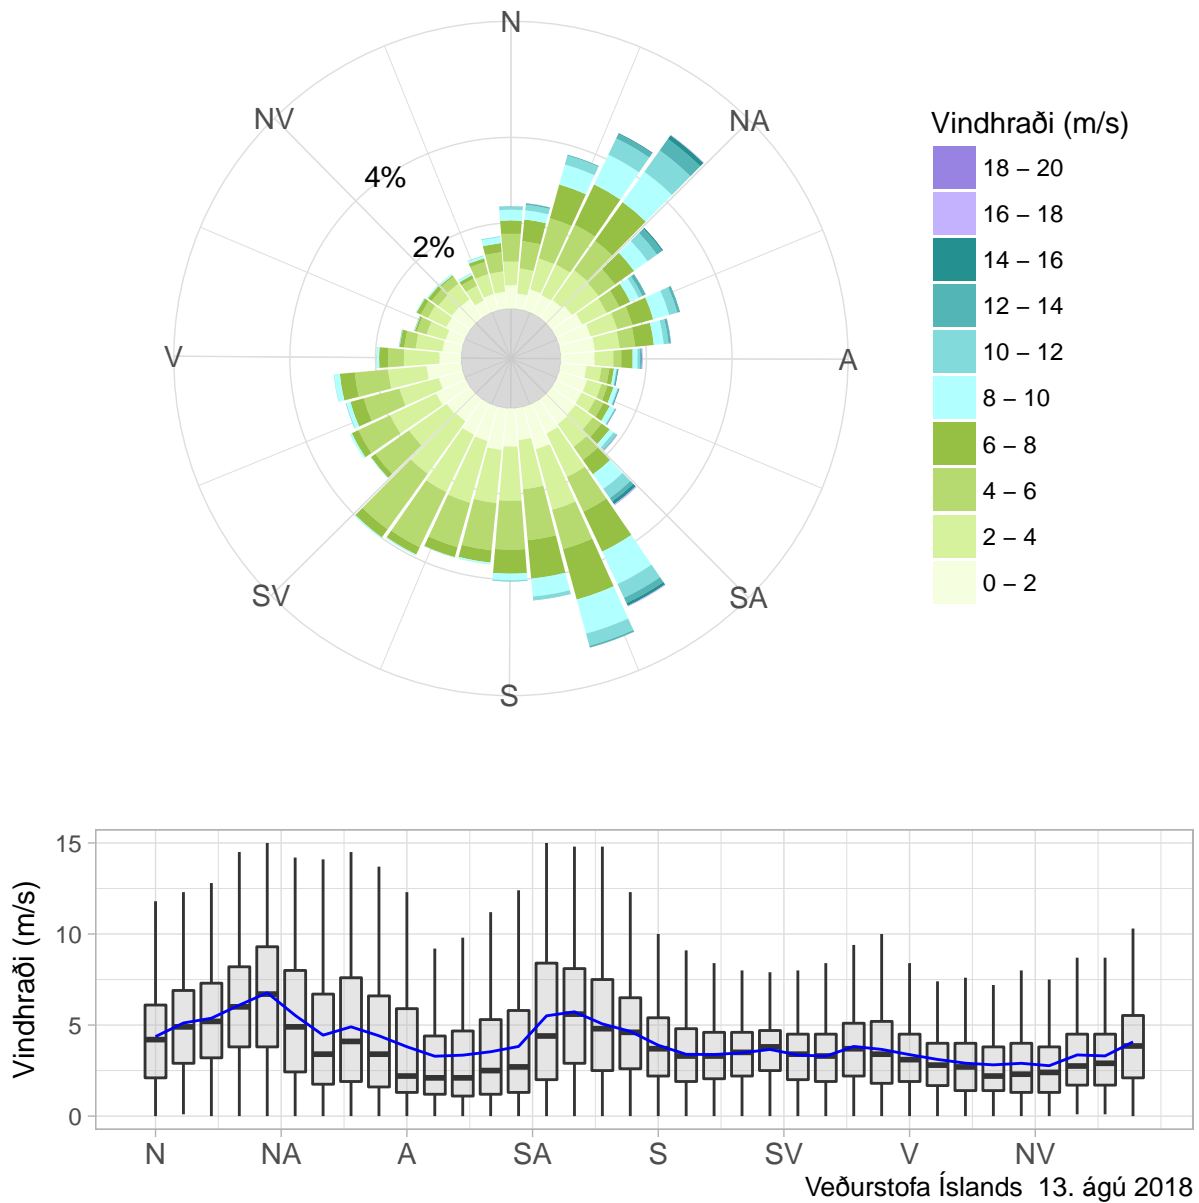 N
NV
NA
4%
2%
V
A
SV
SA
S
Vindhraði (m/s)
18 – 20
16 – 18
14 – 16
12 – 14
10 – 12
8 – 10
6 – 8
4 – 6
2 – 4
0 – 2
Vindhraði (m/s)
15
10
5
0
N NA A SA S SV V NV
Veðurstofa Íslands 13. ágú 2018